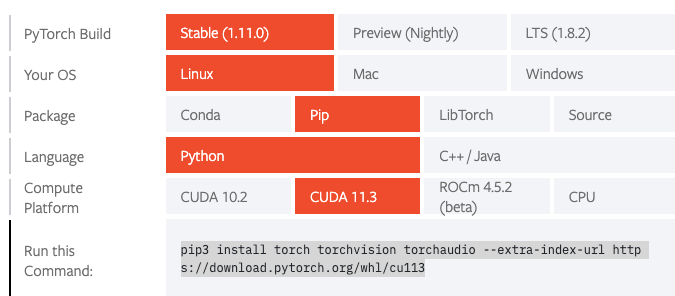 PyTorch Build
Stable (1.11.0)
Preview (Nightly)
LTS (1.8.2)
Your OS
Linux
Mac
Windows
Package
Conda
Pip
LibTorch
Source
Language
Python
C++ / Java
Compute
Platform
CUDA 10.2
CUDA 11.3
ROCm 4.5.2
(beta)
CPU
Run this
Command:
pip3 install torch torchvision torchaudio --extra-index-url http
s://download.pytorch.org/whl/cu113